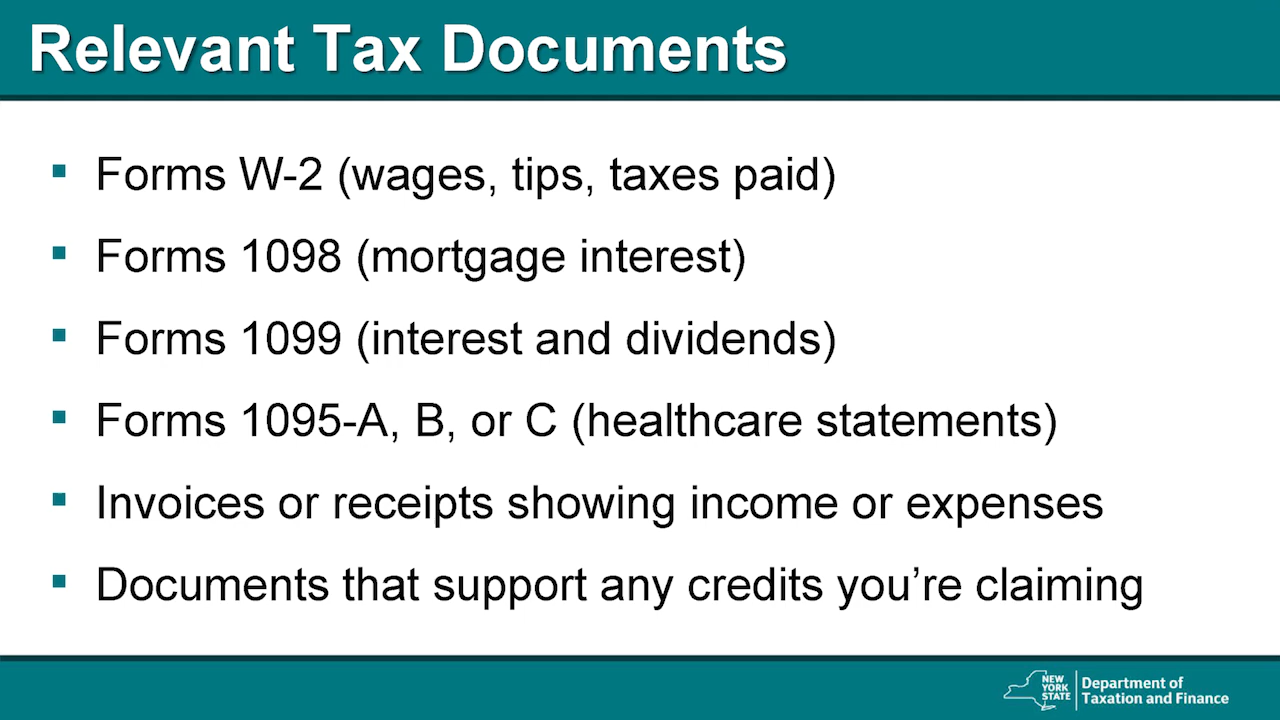 Relevant Tax Documents
▪ Forms W-2 (wages, tips, taxes paid)
▪ Forms 1098 (mortgage interest)
▪ Forms 1099 (interest and dividends)
▪ Forms 1095-A, B, or C (healthcare statements)
▪ Invoices or receipts showing income or expenses
▪ Documents that support any credits you’re claiming
NEW
YORK
STATE
Department of
Taxation and Finance